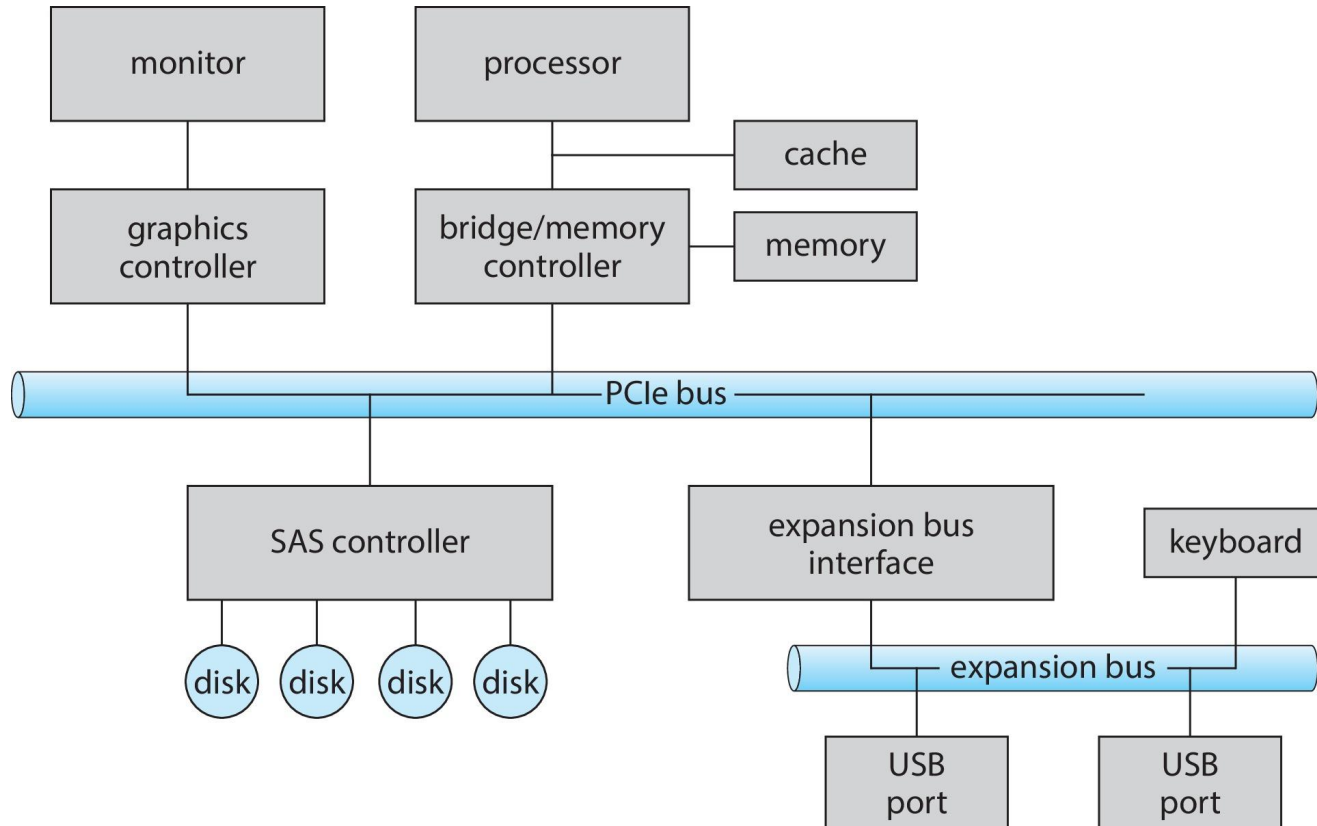 monitor
processor
cache
graphics
controller
bridge/memory
controller
memory
PCIe bus
SAS controller
expansion bus
interface
keyboard
disk
disk
disk
disk
expansion bus
USB
port
USB
port